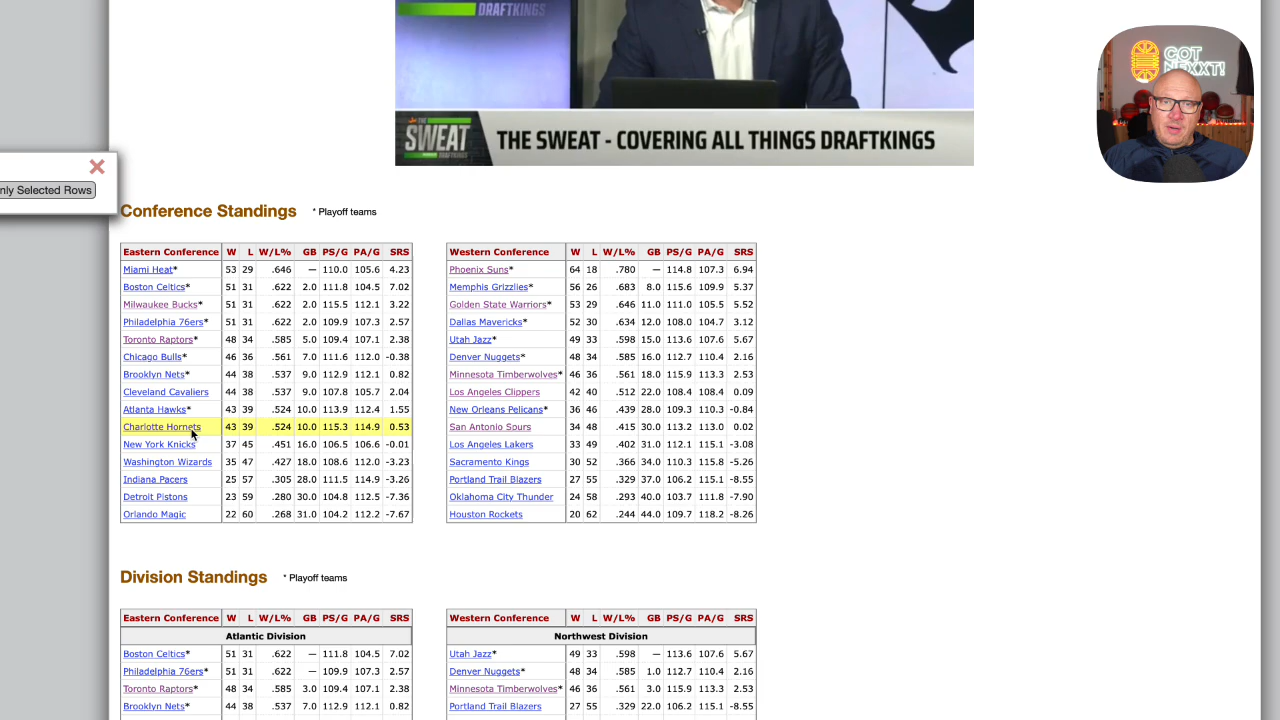 DRAFTKINGS
GOT
NEXXT!
THE
SWEAT
DRAFTKINGS
THE SWEAT - COVERING ALL THINGS DRAFTKINGS
nly Selected Rows
Conference Standings * Playoff teams
Eastern Conference W L W/L% GB PS/G PA/G SRS
Miami Heat* 53 29 .646 — 110.0 105.6 4.23
Boston Celtics* 51 31 .622 2.0 111.8 104.5 7.02
Milwaukee Bucks* 51 31 .622 2.0 115.5 112.1 3.22
Philadelphia 76ers* 51 31 .622 2.0 109.9 107.3 2.57
Toronto Raptors* 48 34 .585 5.0 109.4 107.1 2.38
Chicago Bulls* 46 36 .561 7.0 111.6 112.0 -0.38
Brooklyn Nets* 44 38 .537 9.0 112.9 112.1 0.82
Cleveland Cavaliers 44 38 .537 9.0 107.8 105.7 2.04
Atlanta Hawks* 43 39 .524 10.0 113.9 112.4 1.55
Charlotte Hornets 43 39 .524 10.0 115.3 114.9 0.53
New York Knicks 37 45 .451 16.0 106.5 106.6 -0.01
Washington Wizards 35 47 .427 18.0 108.6 112.0 -3.23
Indiana Pacers 25 57 .305 28.0 111.5 114.9 -3.26
Detroit Pistons 23 59 .280 30.0 104.8 112.5 -7.36
Orlando Magic 22 60 .268 31.0 104.2 112.2 -7.67
Western Conference W L W/L% GB PS/G PA/G SRS
Phoenix Suns* 64 18 .780 — 114.8 107.3 6.94
Memphis Grizzlies* 56 26 .683 8.0 115.6 109.9 5.37
Golden State Warriors* 53 29 .646 11.0 111.0 105.5 5.52
Dallas Mavericks* 52 30 .634 12.0 108.0 104.7 3.12
Utah Jazz* 49 33 .598 15.0 113.6 107.6 5.67
Denver Nuggets* 48 34 .585 16.0 112.7 110.4 2.16
Minnesota Timberwolves* 46 36 .561 18.0 115.9 113.3 2.53
Los Angeles Clippers 42 40 .512 22.0 108.4 108.4 0.09
New Orleans Pelicans* 36 46 .439 28.0 109.3 110.3 -0.84
San Antonio Spurs 34 48 .415 30.0 113.2 113.0 0.02
Los Angeles Lakers 33 49 .402 31.0 112.1 115.1 -3.08
Sacramento Kings 30 52 .366 34.0 110.3 115.8 -5.26
Portland Trail Blazers 27 55 .329 37.0 106.2 115.1 -8.55
Oklahoma City Thunder 24 58 .293 40.0 103.7 111.8 -7.90
Houston Rockets 20 62 .244 44.0 109.7 118.2 -8.26
Division Standings * Playoff teams
Eastern Conference W L W/L% GB PS/G PA/G SRS
Atlantic Division
Boston Celtics* 51 31 .622 — 111.8 104.5 7.02
Philadelphia 76ers* 51 31 .622 — 109.9 107.3 2.57
Toronto Raptors* 48 34 .585 3.0 109.4 107.1 2.38
Brooklyn Nets* 44 38 .537 7.0 112.9 112.1 0.82
Western Conference W L W/L% GB PS/G PA/G SRS
Northwest Division
Utah Jazz* 49 33 .598 — 113.6 107.6 5.67
Denver Nuggets* 48 34 .585 1.0 112.7 110.4 2.16
Minnesota Timberwolves* 46 36 .561 3.0 115.9 113.3 2.53
Portland Trail Blazers 27 55 .329 22.0 106.2 115.1 -8.55